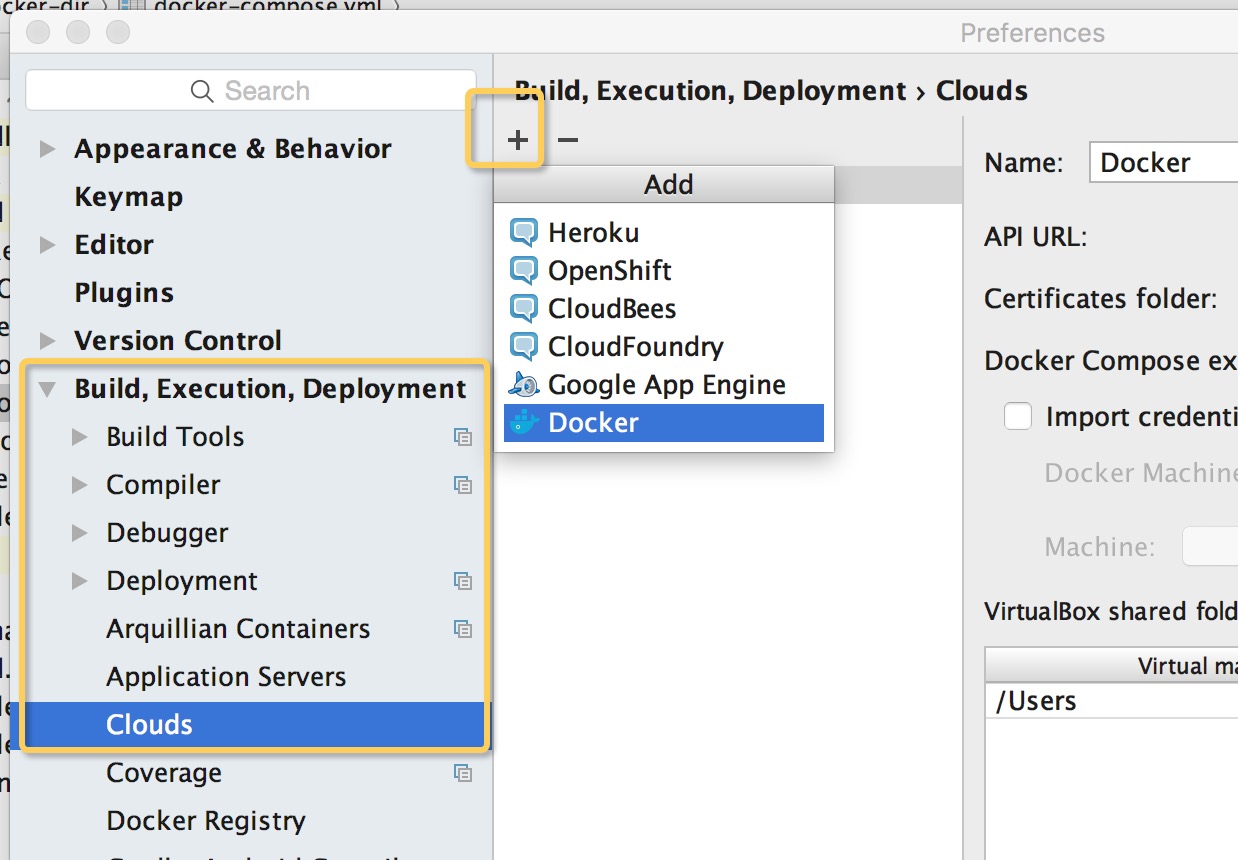 docker-compose.yml
Preferences
Search
Build, Execution, Deployment › Clouds
Appearance & Behavior
Keymap
Editor
Plugins
Version Control
Build, Execution, Deployment
Build Tools
Compiler
Debugger
Deployment
Arquillian Containers
Application Servers
Clouds
Coverage
Docker Registry
+ −
Add
Heroku
OpenShift
CloudBees
CloudFoundry
Google App Engine
Docker
Name: Docker
API URL:
Certificates folder:
Docker Compose ex
Import credenti
Docker Machine
Machine:
VirtualBox shared fold
Virtual ma
/Users